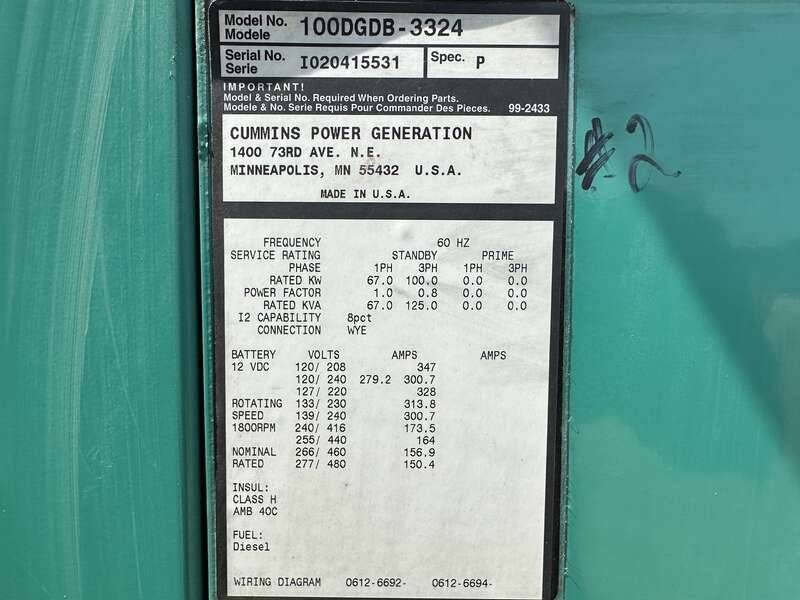 Model No. 100DGDB-3324
Modele
Serial No. I020415531 Spec. P
Serie
IMPORTANT!
Model & Serial No. Required When Ordering Parts.
Modele & No. Serie Requis Pour Commander Des Pieces. 99-2433
CUMMINS POWER GENERATION
1400 73RD AVE. N.E.
MINNEAPOLIS, MN 55432 U.S.A.
MADE IN U.S.A.
#2
FREQUENCY 60 HZ
SERVICE RATING STANDBY PRIME
PHASE 1PH 3PH 1PH 3PH
RATED KW 67.0 100.0 0.0 0.0
POWER FACTOR 1.0 0.8 0.0 0.0
RATED KVA 67.0 125.0 0.0 0.0
I2 CAPABILITY 8pct
CONNECTION WYE
BATTERY VOLTS AMPS AMPS
12 VDC 120/ 208 347
120/ 240 279.2 300.7
127/ 220 328
ROTATING 133/ 230 313.8
SPEED 139/ 240 300.7
1800RPM 240/ 416 173.5
255/ 440 164
NOMINAL 266/ 460 156.9
RATED 277/ 480 150.4
INSUL:
CLASS H
AMB 40C
FUEL:
Diesel
WIRING DIAGRAM 0612-6692- 0612-6694-